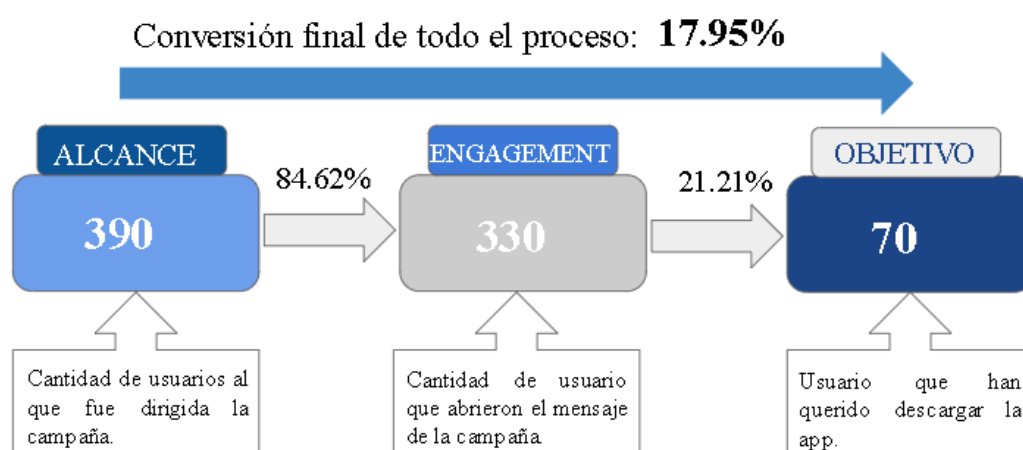 Conversión final de todo el proceso: 17.95%
ALCANCE
ENGAGEMENT
OBJETIVO
84.62%
21.21%
390
330
70
Cantidad de usuarios al
que fue dirigida la
campaña.
Cantidad de usuario
que abrieron el mensaje
de la campaña
Usuario que han
querido descargar la
app.